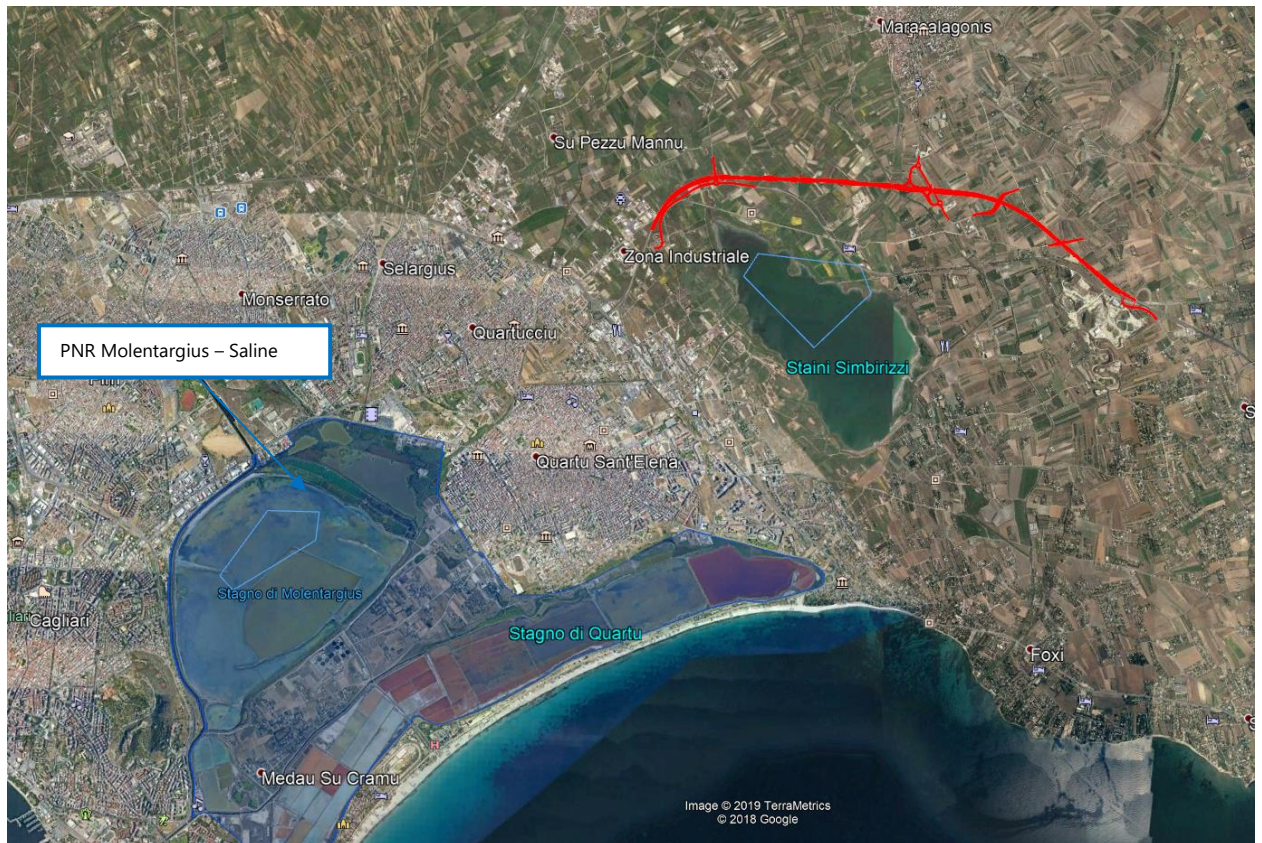 Maracalagonis
Su Pezzu Mannu
Zona Industriale
Selargius
Monserrato
Quartucciu
PNR Molentargius – Saline
Staini Simbirizzi
Quartu Sant'Elena
Stagno di Molentargius
Cagliari
Stagno di Quartu
Foxi
Medau Su Cramu
Image © 2019 TerraMetrics
© 2018 Google